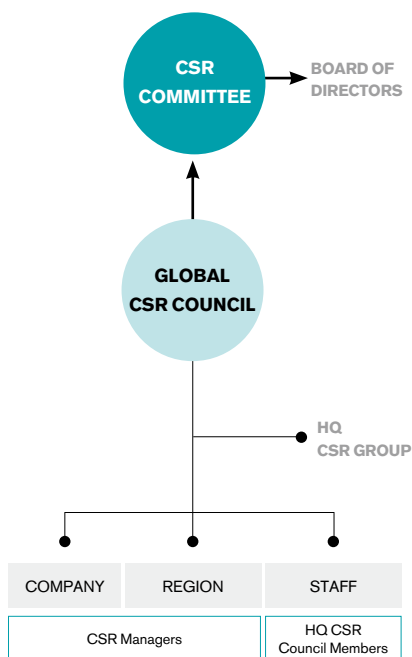 CSR
COMMITTEE
BOARD OF
DIRECTORS
GLOBAL
CSR COUNCIL
HQ
CSR GROUP
COMPANY
REGION
STAFF
CSR Managers
HQ CSR
Council Members